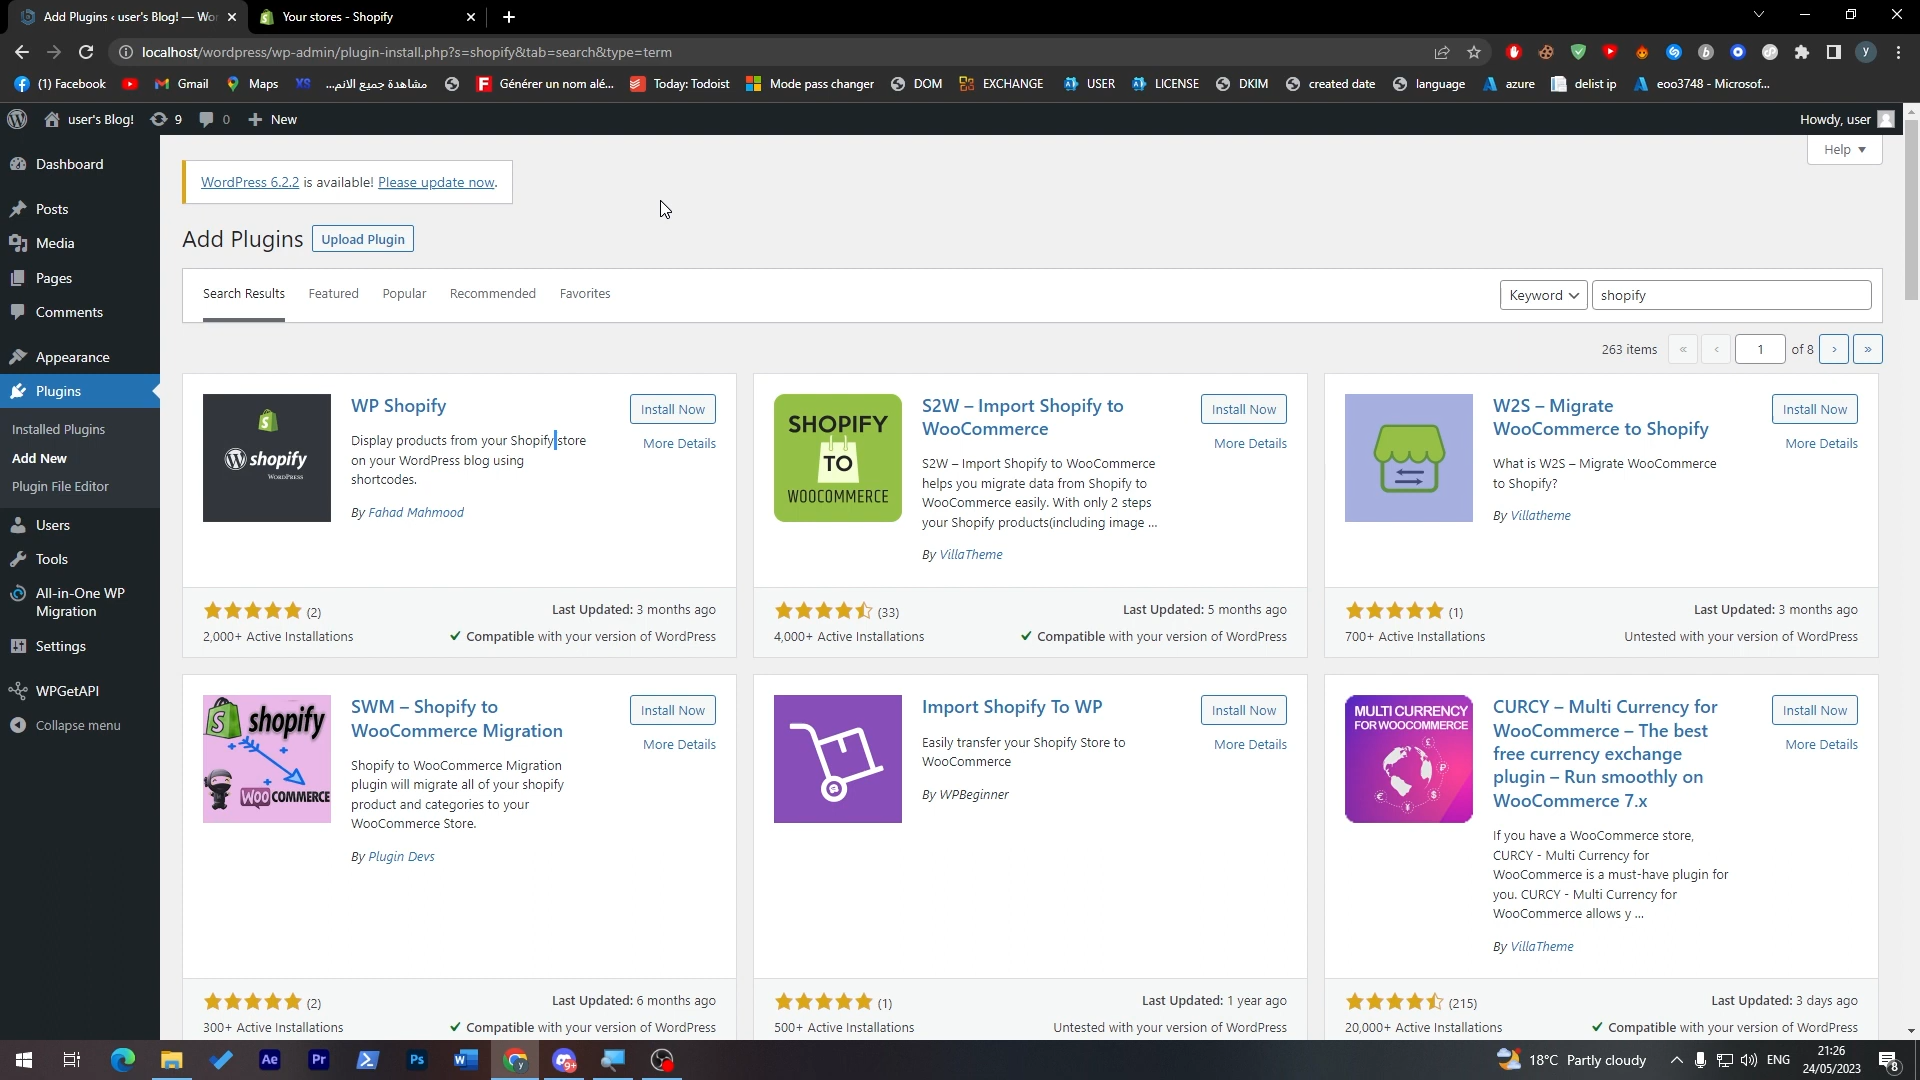 Add Plugins ‹ user's Blog! — Wor
Your stores - Shopify
localhost/wordpress/wp-admin/plugin-install.php?s=shopify&tab=search&type=term
(1) Facebook
Gmail
Maps
مشاهدة جميع الانم...
Générer un nom alé...
Today: Todoist
Mode pass changer
DOM
EXCHANGE
USER
LICENSE
DKIM
created date
language
azure
delist ip
eoo3748 - Microsof...
user's Blog!
9
0
New
Howdy, user
Help
Dashboard
Posts
Media
Pages
Comments
Appearance
Plugins
Installed Plugins
Add New
Plugin File Editor
Users
Tools
All-in-One WP
Migration
Settings
WPGetAPI
Collapse menu
WordPress 6.2.2 is available! Please update now.
Add Plugins
Upload Plugin
Search Results
Featured
Popular
Recommended
Favorites
Keyword
shopify
263 items
«
‹
1
of 8
›
»
shopify
WORDPRESS
WP Shopify
Install Now
More Details
Display products from your Shopify store
on your WordPress blog using
shortcodes.
By Fahad Mahmood
(2)
Last Updated: 3 months ago
2,000+ Active Installations
Compatible with your version of WordPress
SHOPIFY
TO
WOOCOMMERCE
S2W – Import Shopify to
WooCommerce
Install Now
More Details
S2W – Import Shopify to WooCommerce
helps you migrate data from Shopify to
WooCommerce easily. With only 2 steps
your Shopify products(including image ...
By VillaTheme
(33)
Last Updated: 5 months ago
4,000+ Active Installations
Compatible with your version of WordPress
W2S – Migrate
WooCommerce to Shopify
Install Now
More Details
What is W2S – Migrate WooCommerce
to Shopify?
By Villatheme
(1)
Last Updated: 3 months ago
700+ Active Installations
Untested with your version of WordPress
shopify
WOO COMMERCE
SWM – Shopify to
WooCommerce Migration
Install Now
More Details
Shopify to WooCommerce Migration
plugin will migrate all of your shopify
product and categories to your
WooCommerce Store.
By Plugin Devs
(2)
Last Updated: 6 months ago
300+ Active Installations
Compatible with your version of WordPress
Import Shopify To WP
Install Now
More Details
Easily transfer your Shopify Store to
WooCommerce
By WPBeginner
(1)
Last Updated: 1 year ago
500+ Active Installations
Untested with your version of WordPress
MULTI CURRENCY
FOR WOOCOMMERCE
CURCY – Multi Currency for
WooCommerce – The best
free currency exchange
plugin – Run smoothly on
WooCommerce 7.x
Install Now
More Details
If you have a WooCommerce store,
CURCY - Multi Currency for
WooCommerce is a must-have plugin for
you. CURCY - Multi Currency for
WooCommerce allows y ...
By VillaTheme
(215)
Last Updated: 3 days ago
20,000+ Active Installations
Compatible with your version of WordPress
Ae
Pr
Ps
18°C Partly cloudy
ENG
21:26
24/05/2023
8